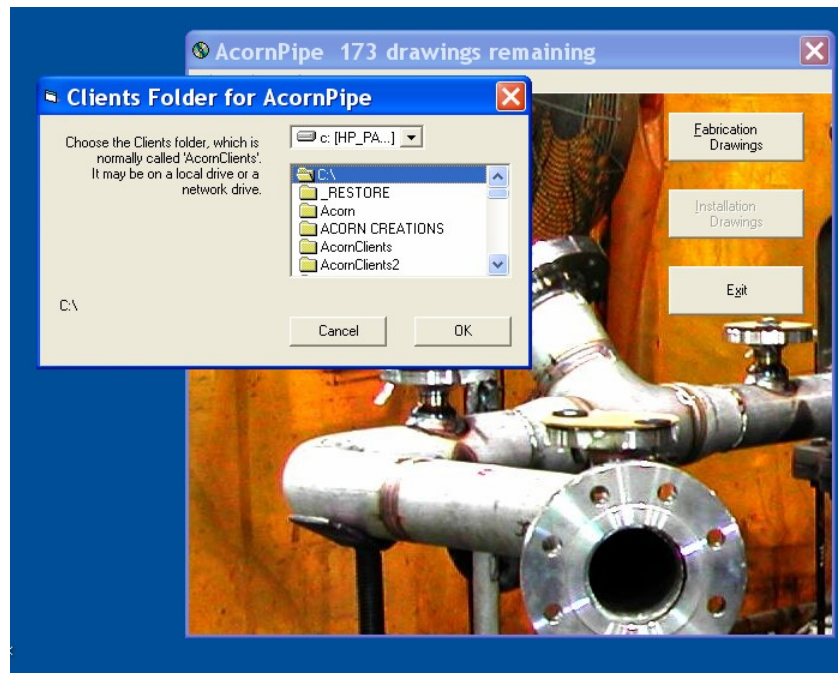 AcornPipe 173 drawings remaining
Clients Folder for AcornPipe
Choose the Clients folder, which is
normally called 'AcornClients'.
It may be on a local drive or a
network drive.
c: [HP_PA...]
C:\
_RESTORE
Acorn
ACORN CREATIONS
AcornClients
AcornClients2
C:\
Cancel
OK
Fabrication
Drawings
Installation
Drawings
Exit